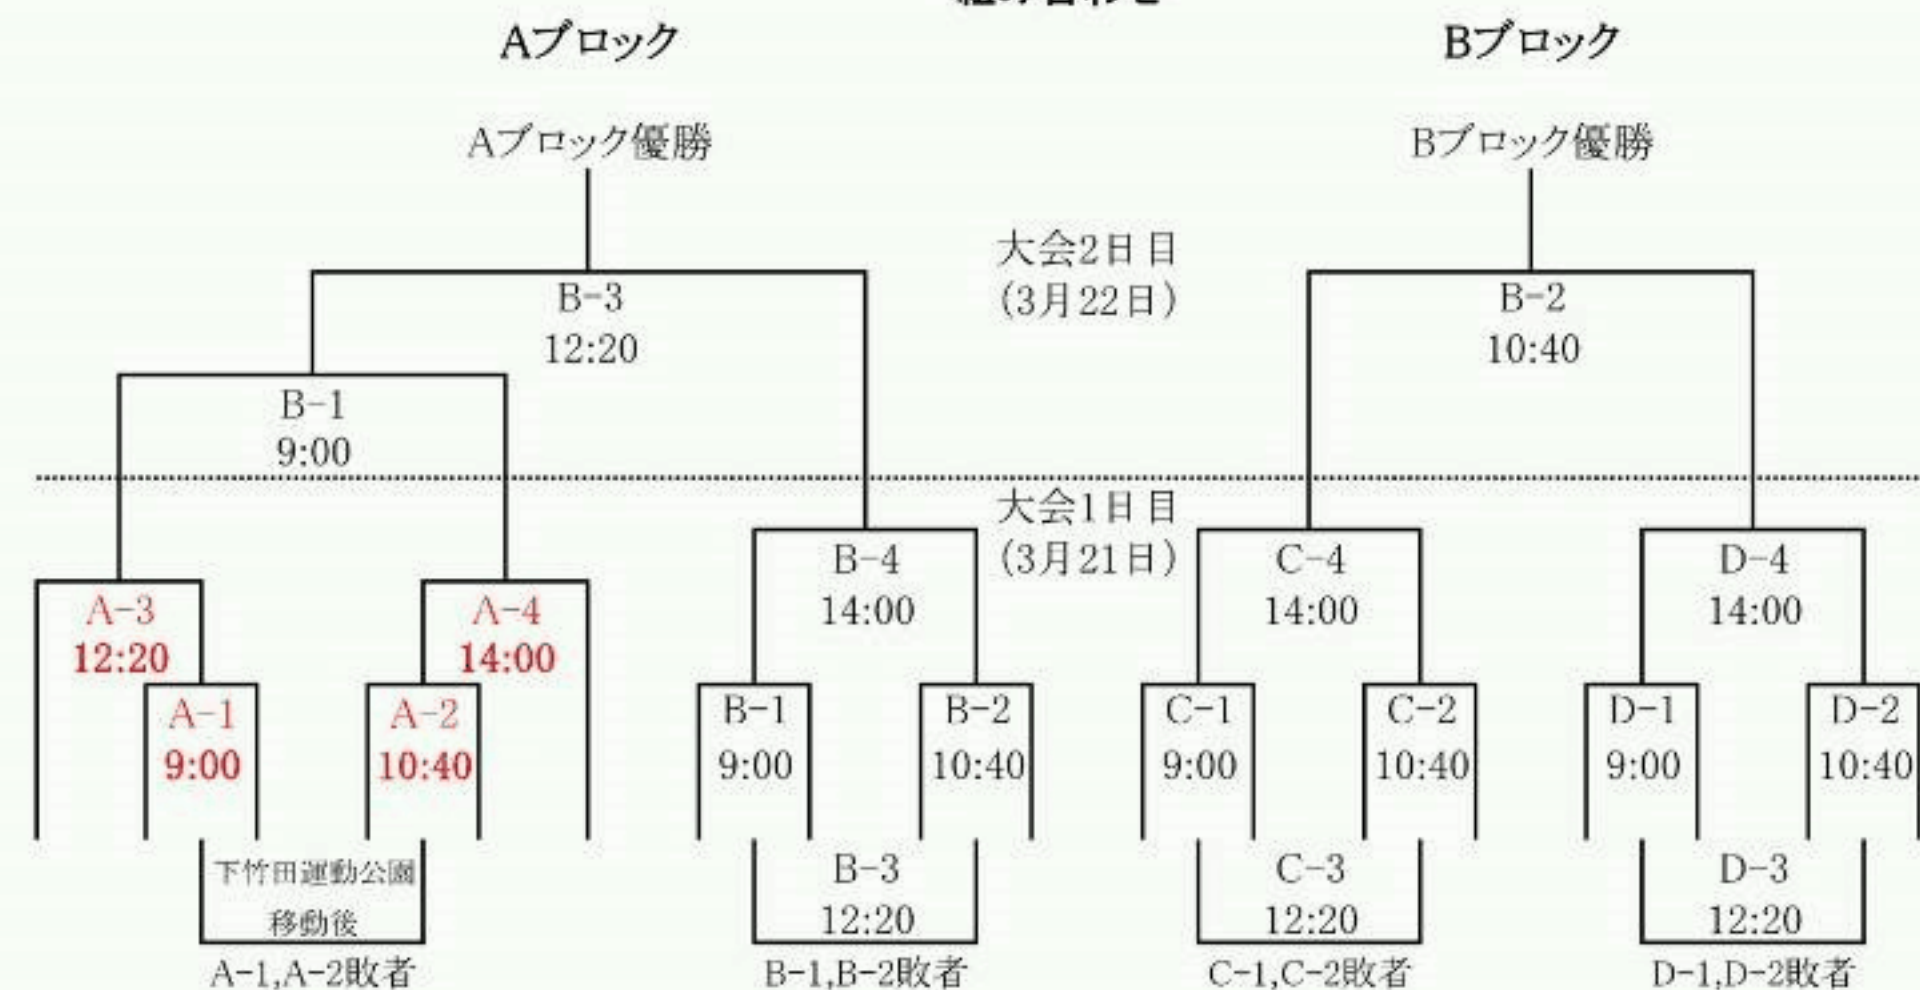 Aブロック
Bブロック
Aブロック優勝
Bブロック優勝
大会2日目
(3月22日)
B-3
12:20
B-2
10:40
B-1
9:00
大会1日目
(3月21日)
B-4
14:00
C-4
14:00
D-4
14:00
A-3
12:20
A-4
14:00
A-1
9:00
A-2
10:40
B-1
9:00
B-2
10:40
C-1
9:00
C-2
10:40
D-1
9:00
D-2
10:40
下竹田運動公園
移動後
B-3
12:20
C-3
12:20
D-3
12:20
A-1,A-2敗者
B-1,B-2敗者
C-1,C-2敗者
D-1,D-2敗者